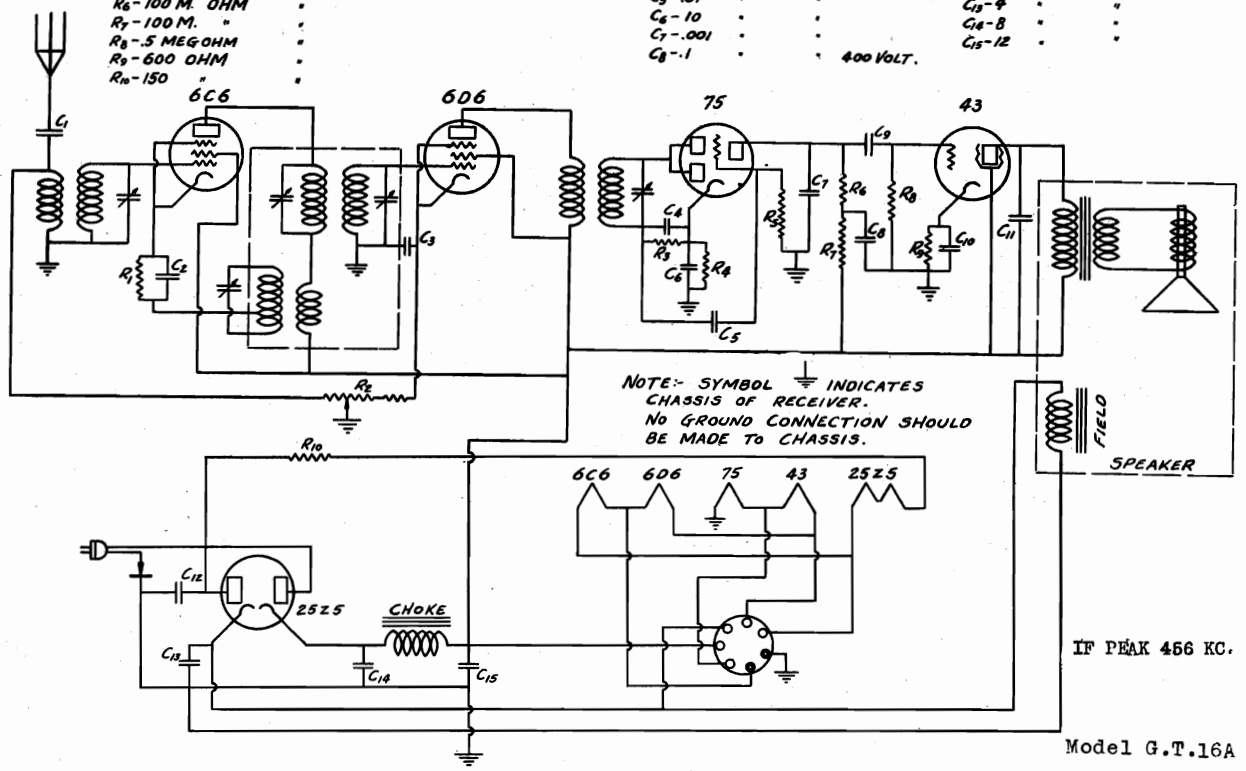 R6-100 M. OHM "
R7-100 M. " "
R8-.5 MEGOHM "
R9-600 OHM "
R10-150 " "
C6-10 " "
C7-.001 " "
C8-.1 " 400 VOLT.
C13-4 " "
C14-8 " "
C15-12 " "
6C6
6D6
75
43
C1
C2
R1
C3
C4
R3
C6
R4
C5
R5
C7
R6
R7
C8
C9
R8
R9
C10
C11
R2
NOTE:- SYMBOL INDICATES
CHASSIS OF RECEIVER.
NO GROUND CONNECTION SHOULD
BE MADE TO CHASSIS.
FIELD
SPEAKER
R10
6C6 6D6 75 43 25Z5
C12
25Z5
CHOKE
C13
C14
C15
IF PEAK 456 KC.
Model G.T.16A